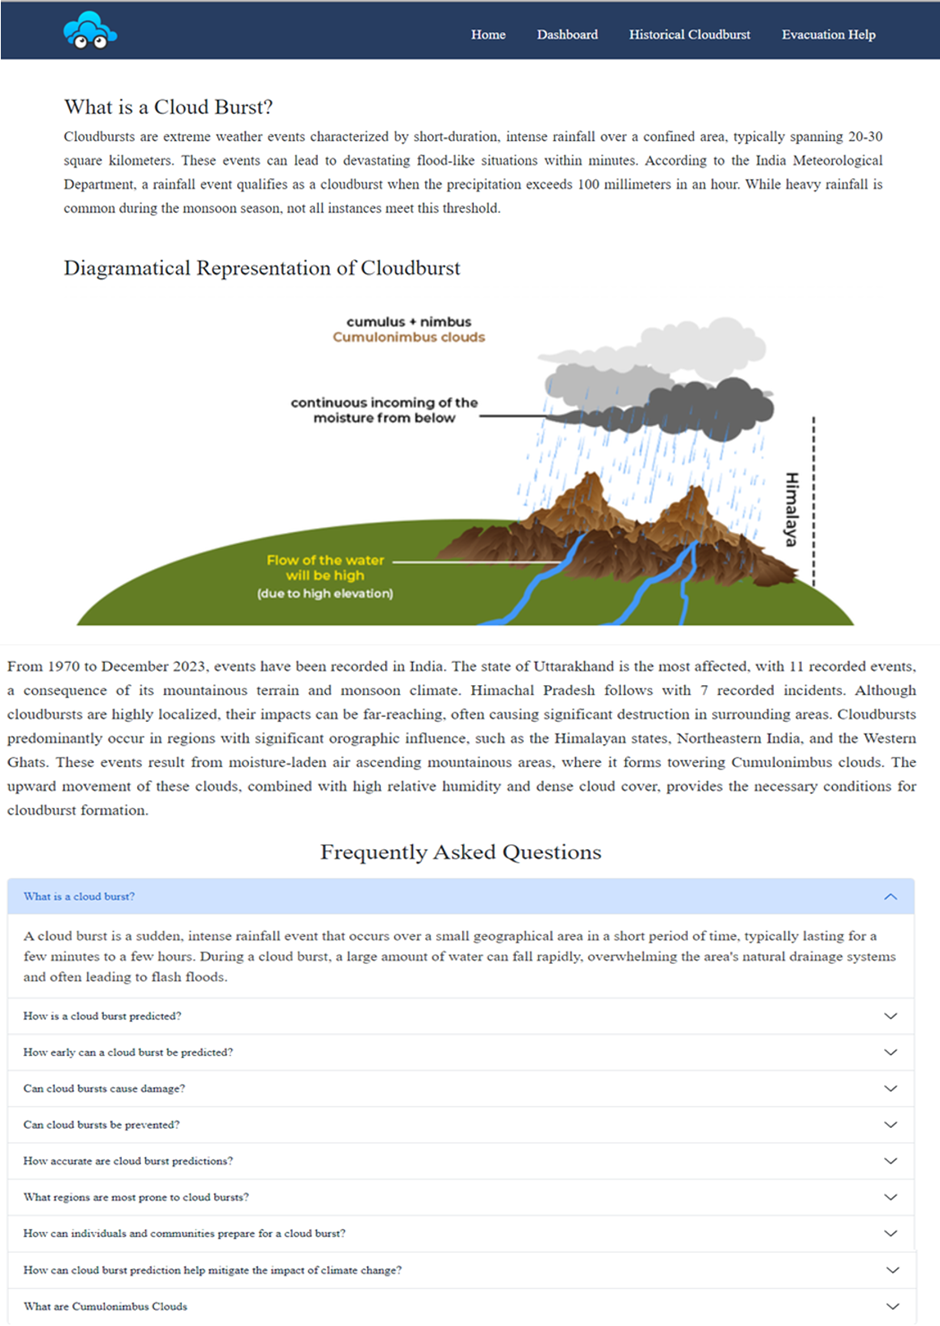 Home Dashboard Historical Cloudburst Evacuation Help
What is a Cloud Burst?
Cloudbursts are extreme weather events characterized by short-duration, intense rainfall over a confined area, typically spanning 20-30
square kilometers. These events can lead to devastating flood-like situations within minutes. According to the India Meteorological
Department, a rainfall event qualifies as a cloudburst when the precipitation exceeds 100 millimeters in an hour. While heavy rainfall is
common during the monsoon season, not all instances meet this threshold.
Diagramatical Representation of Cloudburst
cumulus + nimbus
Cumulonimbus clouds
continuous incoming of the
moisture from below
Himalaya
Flow of the water
will be high
(due to high elevation)
From 1970 to December 2023, events have been recorded in India. The state of Uttarakhand is the most affected, with 11 recorded events,
a consequence of its mountainous terrain and monsoon climate. Himachal Pradesh follows with 7 recorded incidents. Although
cloudbursts are highly localized, their impacts can be far-reaching, often causing significant destruction in surrounding areas. Cloudbursts
predominantly occur in regions with significant orographic influence, such as the Himalayan states, Northeastern India, and the Western
Ghats. These events result from moisture-laden air ascending mountainous areas, where it forms towering Cumulonimbus clouds. The
upward movement of these clouds, combined with high relative humidity and dense cloud cover, provides the necessary conditions for
cloudburst formation.
Frequently Asked Questions
What is a cloud burst?
A cloud burst is a sudden, intense rainfall event that occurs over a small geographical area in a short period of time, typically lasting for a
few minutes to a few hours. During a cloud burst, a large amount of water can fall rapidly, overwhelming the area's natural drainage systems
and often leading to flash floods.
How is a cloud burst predicted?
How early can a cloud burst be predicted?
Can cloud bursts cause damage?
Can cloud bursts be prevented?
How accurate are cloud burst predictions?
What regions are most prone to cloud bursts?
How can individuals and communities prepare for a cloud burst?
How can cloud burst prediction help mitigate the impact of climate change?
What are Cumulonimbus Clouds